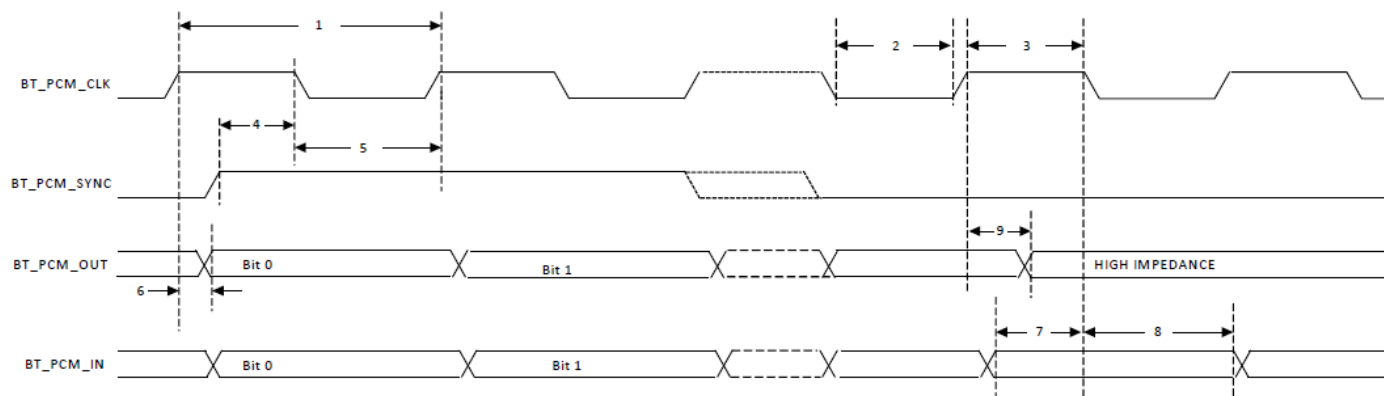 1
2
3
BT_PCM_CLK
4
5
BT_PCM_SYNC
9
BT_PCM_OUT
Bit 0
Bit 1
HIGH IMPEDANCE
6
7
8
BT_PCM_IN
Bit 0
Bit 1